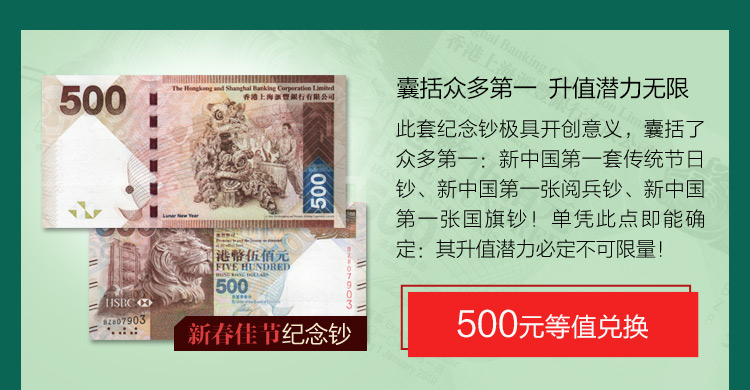 囊括众多第一 升值潜力无限
此套纪念钞极具开创意义，囊括了
众多第一：新中国第一套传统节日
钞、新中国第一张阅兵钞、新中国
第一张国旗钞！单凭此点即能确
定：其升值潜力必定不可限量！
500元等值兑换
500
The Hongkong and Shanghai Banking Corporation Limited
香港上海滙豐銀行有限公司
500
Lunar New Year
港幣伍佰元
FIVE HUNDRED
HONG KONG DOLLARS
500
HSBC
BZ807903
BZ807903
新春佳节纪念钞